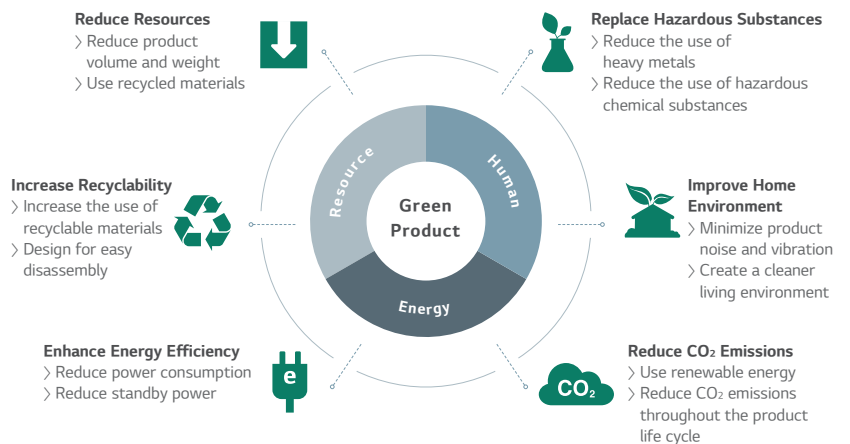 Reduce Resources
〉Reduce product
volume and weight
〉Use recycled materials
Replace Hazardous Substances
〉Reduce the use of
heavy metals
〉Reduce the use of hazardous
chemical substances
Increase Recyclability
〉Increase the use of
recyclable materials
〉Design for easy
disassembly
Resource
Human
Green
Product
Energy
Improve Home
Environment
〉Minimize product
noise and vibration
〉Create a cleaner
living environment
Enhance Energy Efficiency
〉Reduce power consumption
〉Reduce standby power
e
CO₂
Reduce CO₂ Emissions
〉Use renewable energy
〉Reduce CO₂ emissions
throughout the product
life cycle